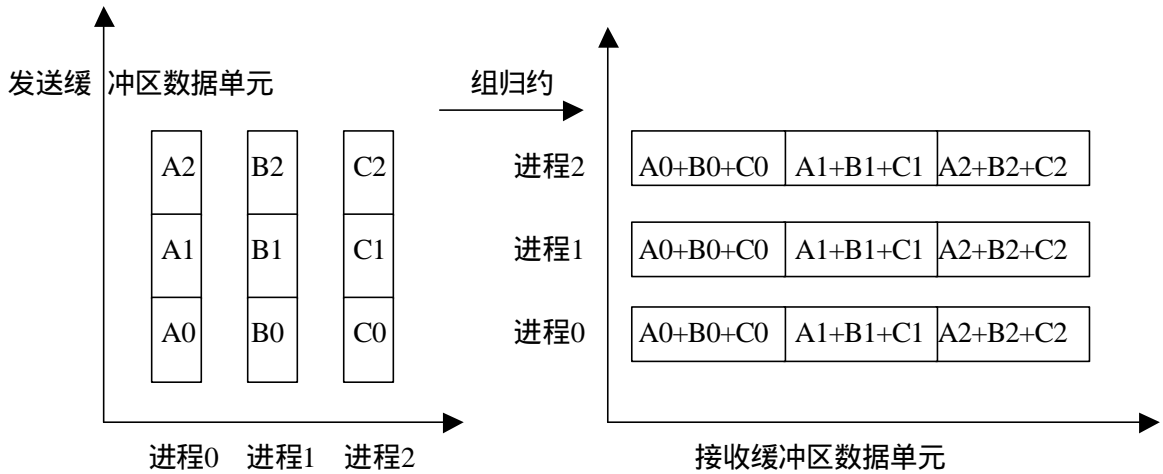 发送缓冲区数据单元
组归约
A2 B2 C2
A1 B1 C1
A0 B0 C0
进程0 进程1 进程2
进程2 A0+B0+C0 A1+B1+C1 A2+B2+C2
进程1 A0+B0+C0 A1+B1+C1 A2+B2+C2
进程0 A0+B0+C0 A1+B1+C1 A2+B2+C2
接收缓冲区数据单元